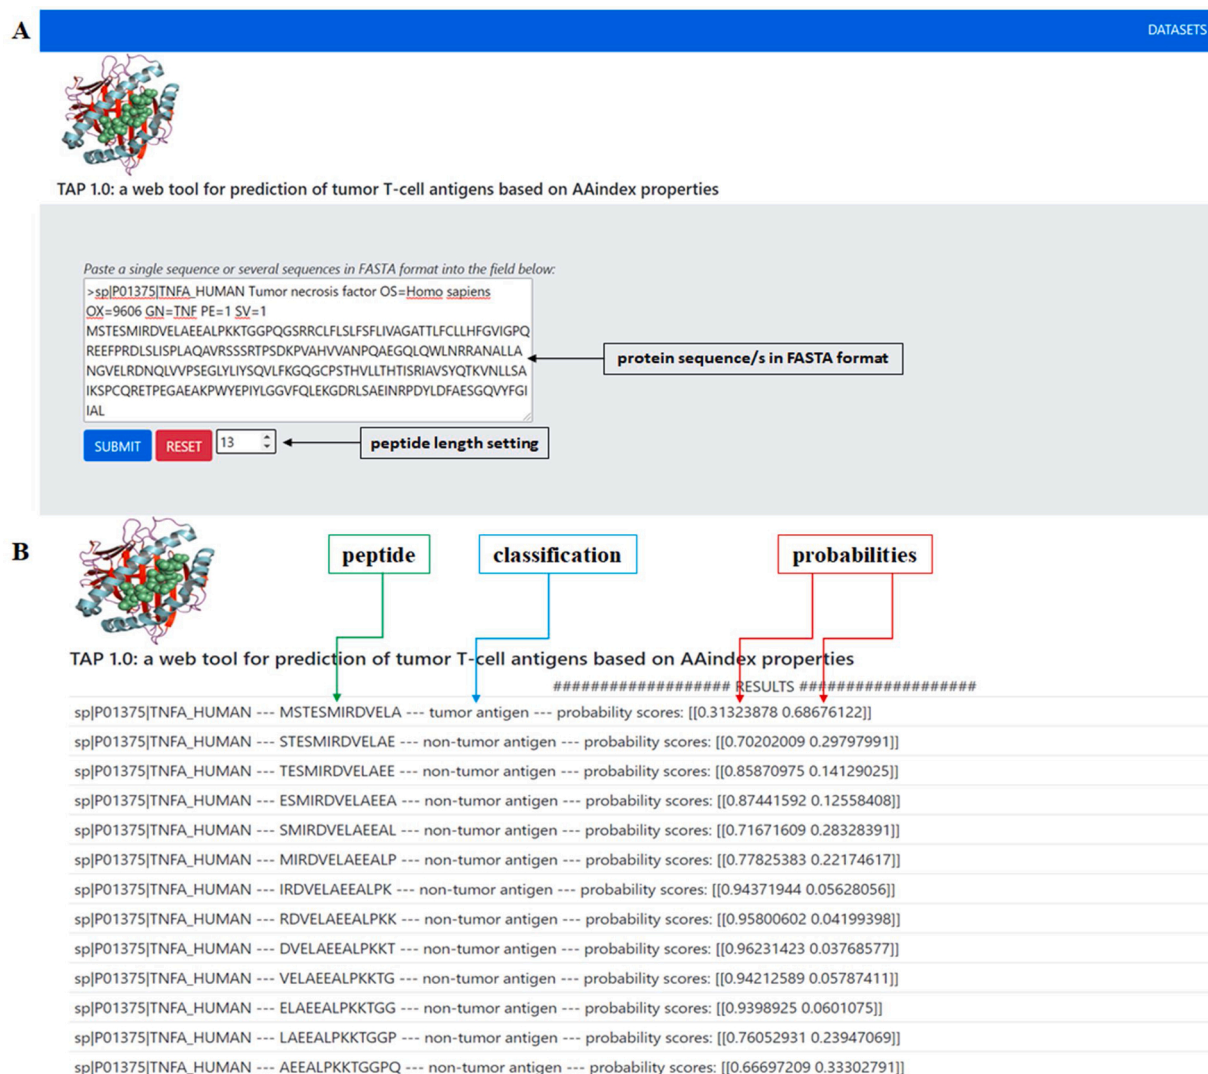 A
DATASETS
TAP 1.0: a web tool for prediction of tumor T-cell antigens based on AAindex properties
Paste a single sequence or several sequences in FASTA format into the field below:
>sp|P01375|TNFA_HUMAN Tumor necrosis factor OS=Homo sapiens
OX=9606 GN=TNF PE=1 SV=1
MSTESMIRDVELAEEALPKKTGGPQGSRRCLFLSLFSFLIVAGATTLFCLLHFGVIGPQ
REEFPRDLSLISPLAQAVRSSSRTPSDKPVAHVVANPQAEGQLQWLNRRANALLA
NGVELRDNQLVVPSEGLYLIYSQVLFKGQGCPSTHVLLTHTISRIAVSYQTKVNLLSA
IKSPCQRETPEGAEAKPWYEPIYLGGVFQLEKGDRLSAEINRPDYLDFAESGQVYFGI
IAL
protein sequence/s in FASTA format
SUBMIT RESET 13
peptide length setting
B
peptide classification probabilities
TAP 1.0: a web tool for prediction of tumor T-cell antigens based on AAindex properties
################### RESULTS ###################
sp|P01375|TNFA_HUMAN --- MSTESMIRDVELA --- tumor antigen --- probability scores: [[0.31323878 0.68676122]]
sp|P01375|TNFA_HUMAN --- STESMIRDVELAE --- non-tumor antigen --- probability scores: [[0.70202009 0.29797991]]
sp|P01375|TNFA_HUMAN --- TESMIRDVELAEE --- non-tumor antigen --- probability scores: [[0.85870975 0.14129025]]
sp|P01375|TNFA_HUMAN --- ESMIRDVELAEEA --- non-tumor antigen --- probability scores: [[0.87441592 0.12558408]]
sp|P01375|TNFA_HUMAN --- SMIRDVELAEEAL --- non-tumor antigen --- probability scores: [[0.71671609 0.28328391]]
sp|P01375|TNFA_HUMAN --- MIRDVELAEEALP --- non-tumor antigen --- probability scores: [[0.77825383 0.22174617]]
sp|P01375|TNFA_HUMAN --- IRDVELAEEALPK --- non-tumor antigen --- probability scores: [[0.94371944 0.05628056]]
sp|P01375|TNFA_HUMAN --- RDVELAEEALPKK --- non-tumor antigen --- probability scores: [[0.95800602 0.04199398]]
sp|P01375|TNFA_HUMAN --- DVELAEEALPKKT --- non-tumor antigen --- probability scores: [[0.96231423 0.03768577]]
sp|P01375|TNFA_HUMAN --- VELAEEALPKKTG --- non-tumor antigen --- probability scores: [[0.94212589 0.05787411]]
sp|P01375|TNFA_HUMAN --- ELAEEALPKKTGG --- non-tumor antigen --- probability scores: [[0.9398925 0.0601075]]
sp|P01375|TNFA_HUMAN --- LAEEALPKKTGGP --- non-tumor antigen --- probability scores: [[0.76052931 0.23947069]]
sp|P01375|TNFA_HUMAN --- AEEALPKKTGGPQ --- non-tumor antigen --- probability scores: [[0.66697209 0.33302791]]